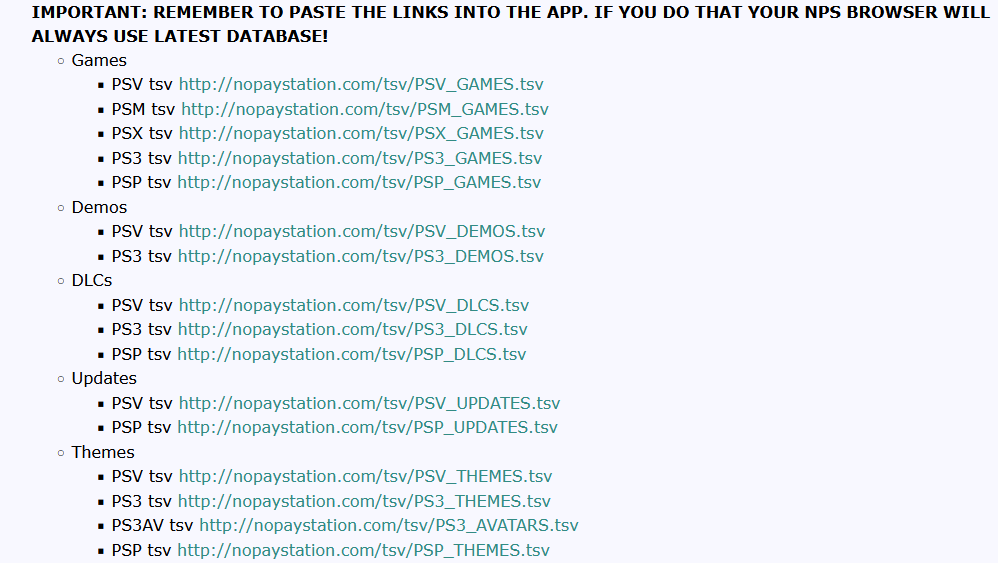 IMPORTANT: REMEMBER TO PASTE THE LINKS INTO THE APP. IF YOU DO THAT YOUR NPS BROWSER WILL
ALWAYS USE LATEST DATABASE!
Games
PSV tsv http://nopaystation.com/tsv/PSV_GAMES.tsv
PSM tsv http://nopaystation.com/tsv/PSM_GAMES.tsv
PSX tsv http://nopaystation.com/tsv/PSX_GAMES.tsv
PS3 tsv http://nopaystation.com/tsv/PS3_GAMES.tsv
PSP tsv http://nopaystation.com/tsv/PSP_GAMES.tsv
Demos
PSV tsv http://nopaystation.com/tsv/PSV_DEMOS.tsv
PS3 tsv http://nopaystation.com/tsv/PS3_DEMOS.tsv
DLCs
PSV tsv http://nopaystation.com/tsv/PSV_DLCS.tsv
PS3 tsv http://nopaystation.com/tsv/PS3_DLCS.tsv
PSP tsv http://nopaystation.com/tsv/PSP_DLCS.tsv
Updates
PSV tsv http://nopaystation.com/tsv/PSV_UPDATES.tsv
PSP tsv http://nopaystation.com/tsv/PSP_UPDATES.tsv
Themes
PSV tsv http://nopaystation.com/tsv/PSV_THEMES.tsv
PS3 tsv http://nopaystation.com/tsv/PS3_THEMES.tsv
PS3AV tsv http://nopaystation.com/tsv/PS3_AVATARS.tsv
PSP tsv http://nopaystation.com/tsv/PSP_THEMES.tsv